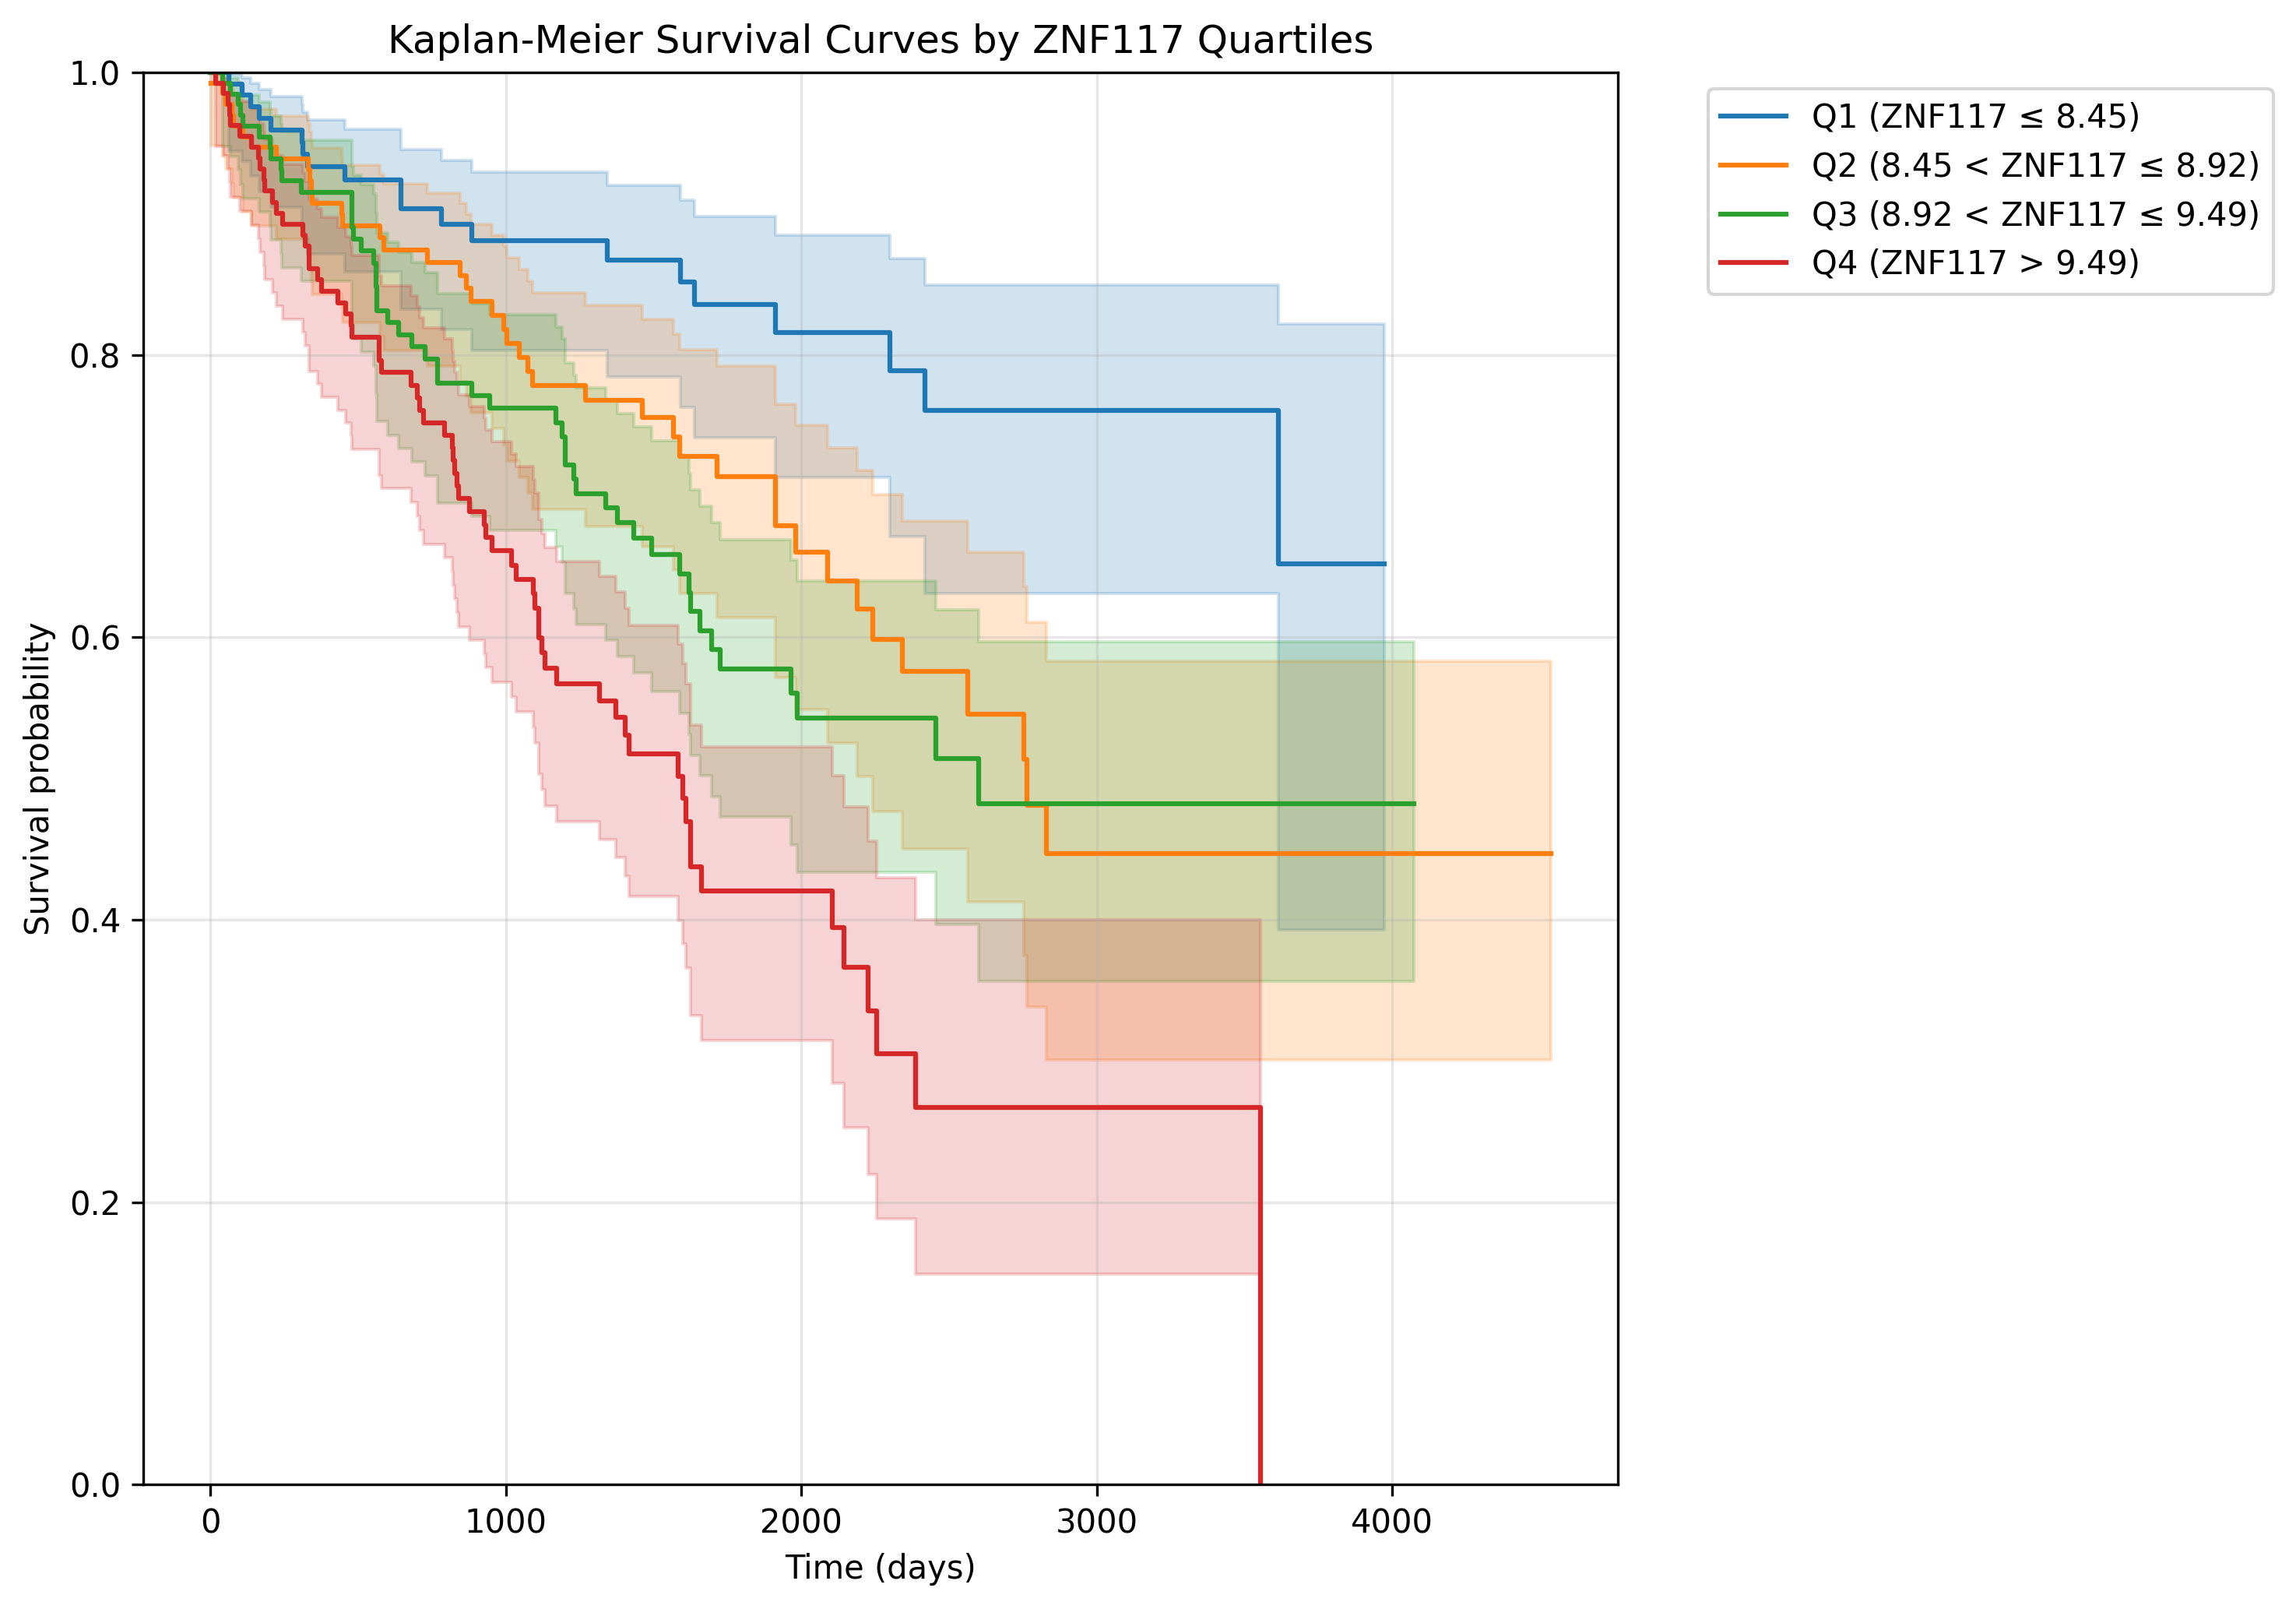 Kaplan-Meier Survival Curves by ZNF117 Quartiles
1.0
0.8
0.6
0.4
0.2
0.0
Survival probability
0 1000 2000 3000 4000
Time (days)
Q1 (ZNF117 ≤ 8.45)
Q2 (8.45 < ZNF117 ≤ 8.92)
Q3 (8.92 < ZNF117 ≤ 9.49)
Q4 (ZNF117 > 9.49)